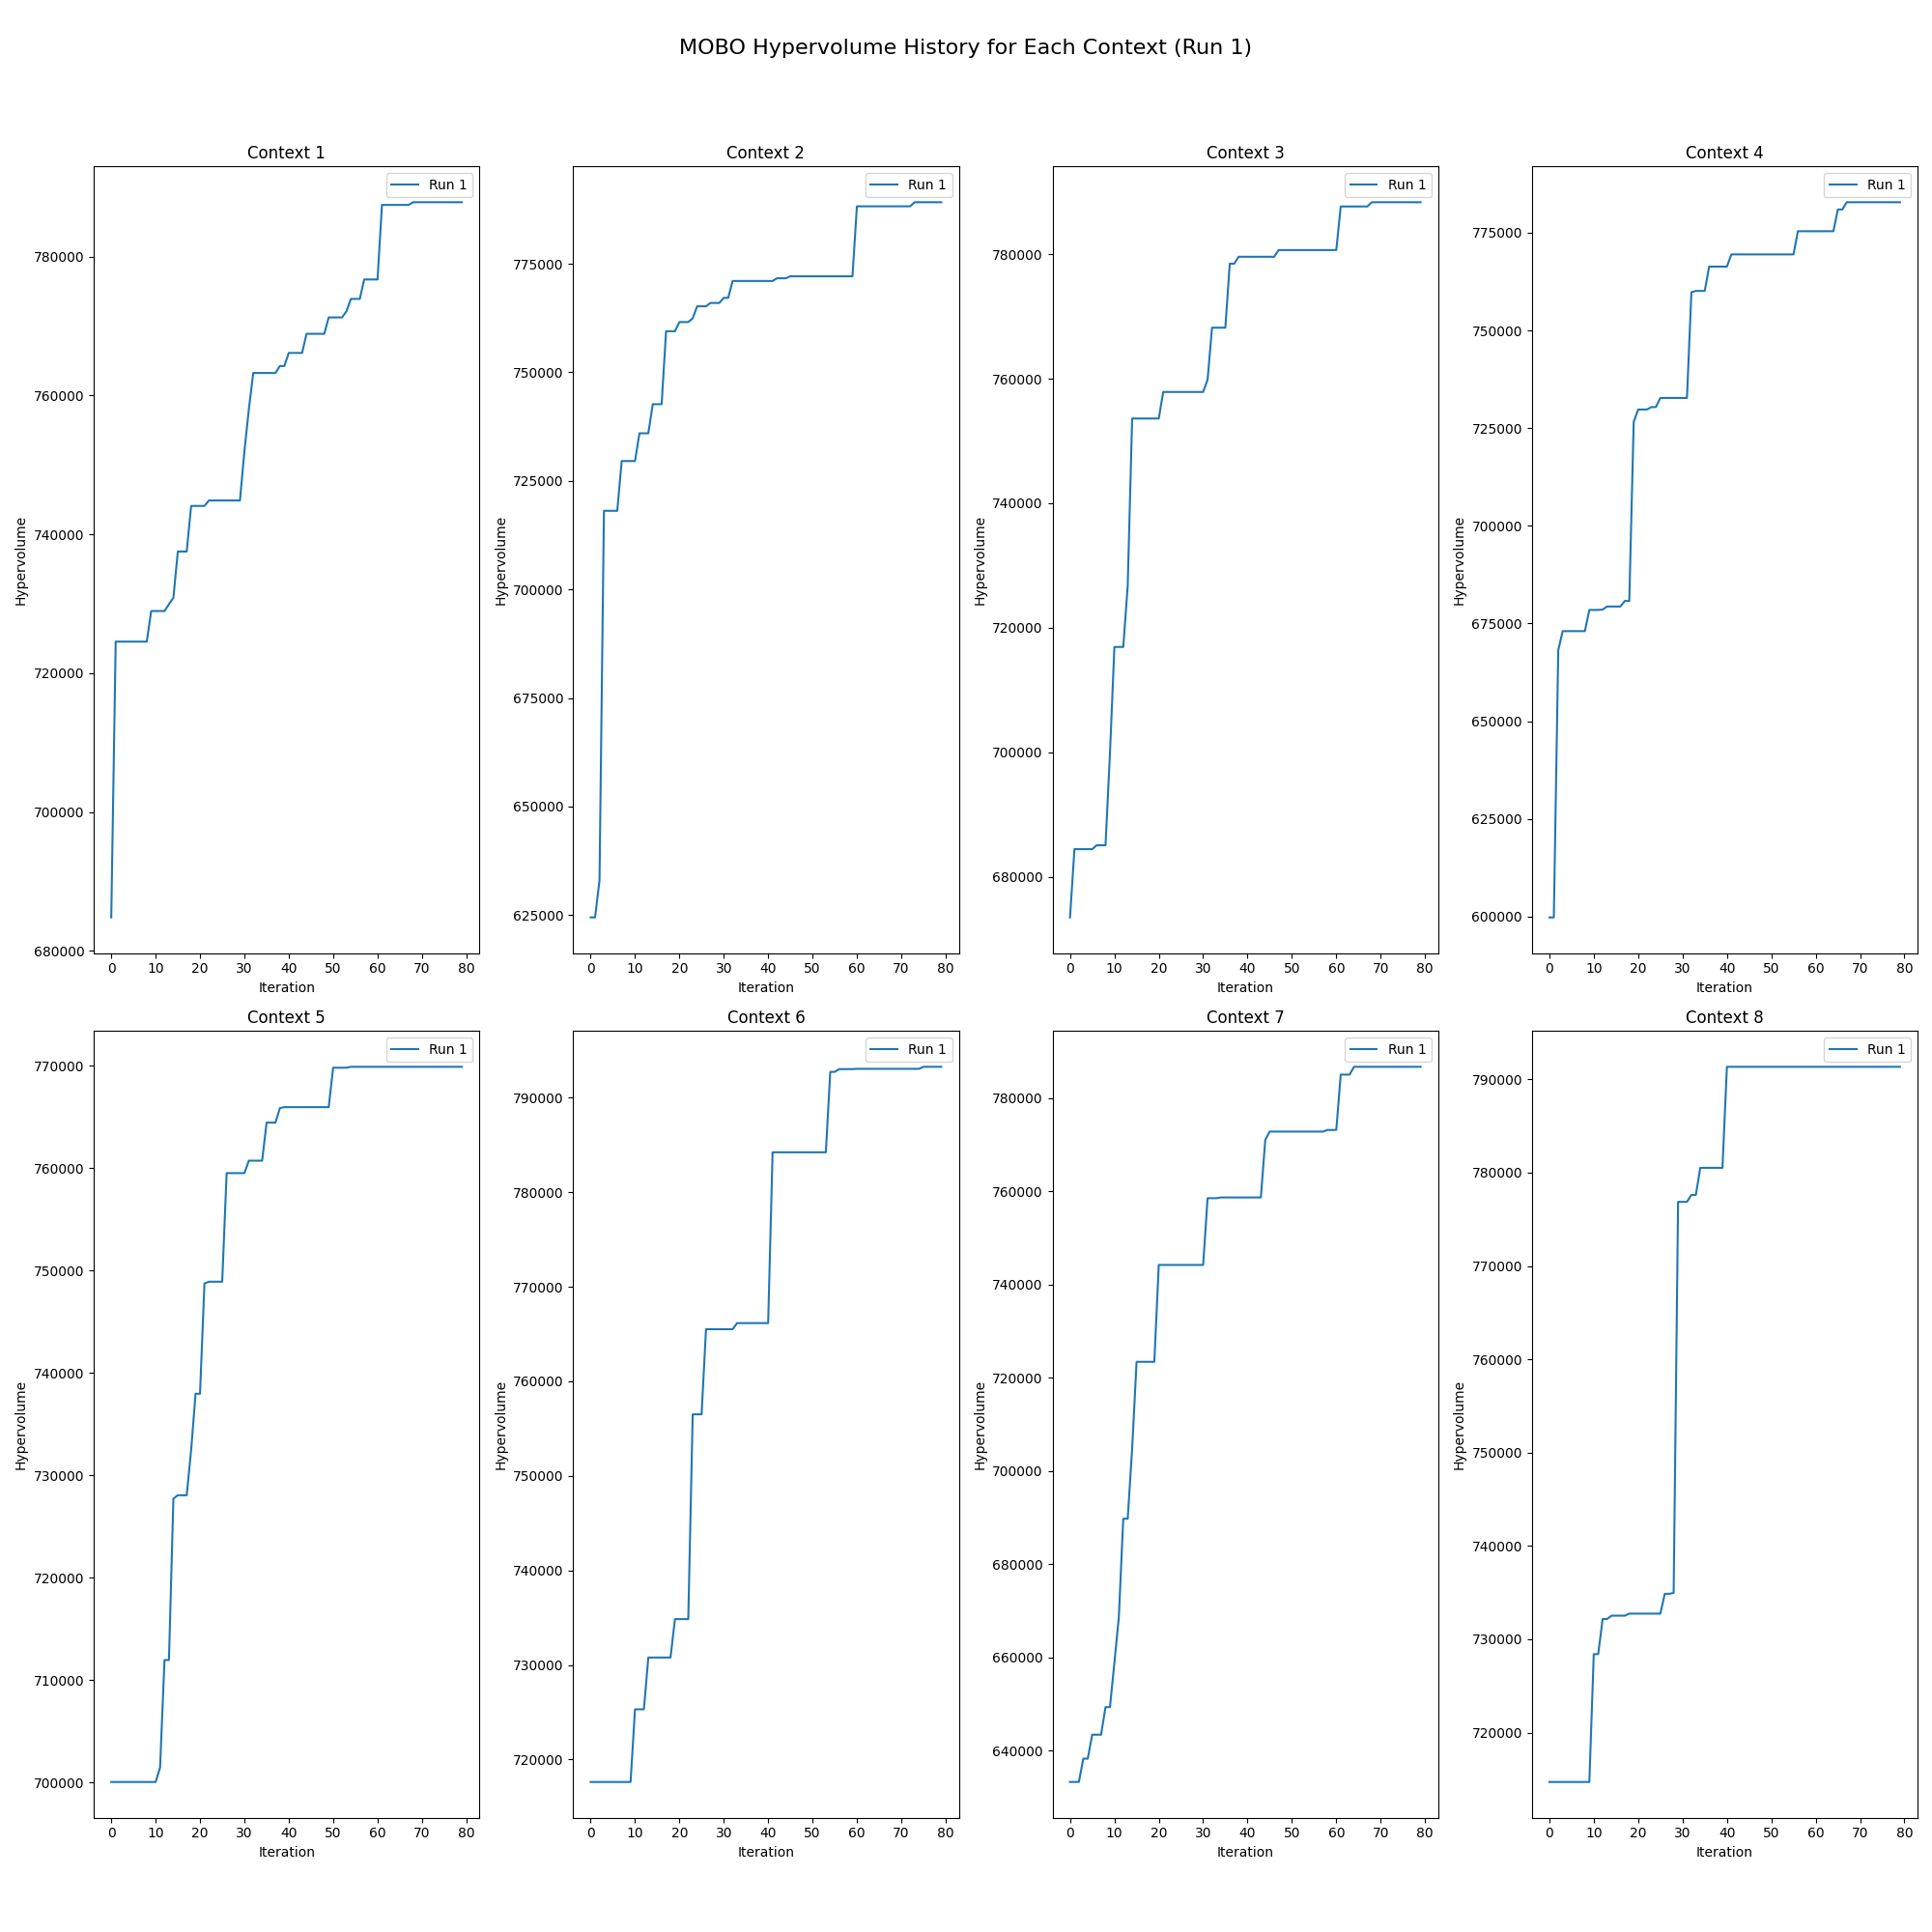 MOBO Hypervolume History for Each Context (Run 1)
Context 1
Run 1
Hypervolume
780000
760000
740000
720000
700000
680000
0 10 20 30 40 50 60 70 80
Iteration
Context 2
Run 1
Hypervolume
775000
750000
725000
700000
675000
650000
625000
0 10 20 30 40 50 60 70 80
Iteration
Context 3
Run 1
Hypervolume
780000
760000
740000
720000
700000
680000
0 10 20 30 40 50 60 70 80
Iteration
Context 4
Run 1
Hypervolume
775000
750000
725000
700000
675000
650000
625000
600000
0 10 20 30 40 50 60 70 80
Iteration
Context 5
Run 1
Hypervolume
770000
760000
750000
740000
730000
720000
710000
700000
0 10 20 30 40 50 60 70 80
Iteration
Context 6
Run 1
Hypervolume
790000
780000
770000
760000
750000
740000
730000
720000
0 10 20 30 40 50 60 70 80
Iteration
Context 7
Run 1
Hypervolume
780000
760000
740000
720000
700000
680000
660000
640000
0 10 20 30 40 50 60 70 80
Iteration
Context 8
Run 1
Hypervolume
790000
780000
770000
760000
750000
740000
730000
720000
0 10 20 30 40 50 60 70 80
Iteration